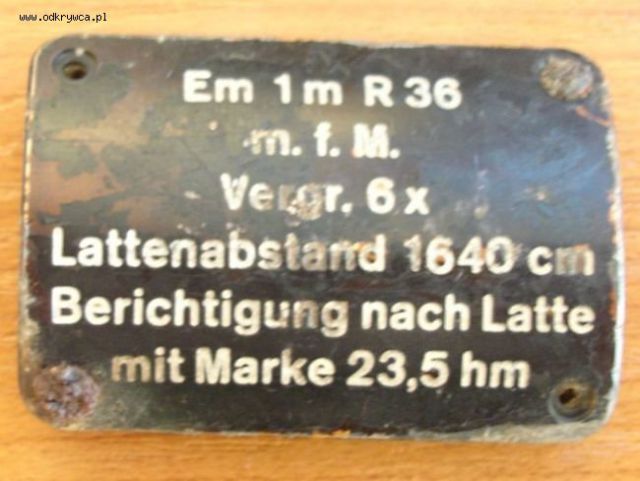 www.odkrywca.pl
Em 1 m R 36
m. f. M.
Vergr. 6 x
Lattenabstand 1640 cm
Berichtigung nach Latte
mit Marke 23,5 hm